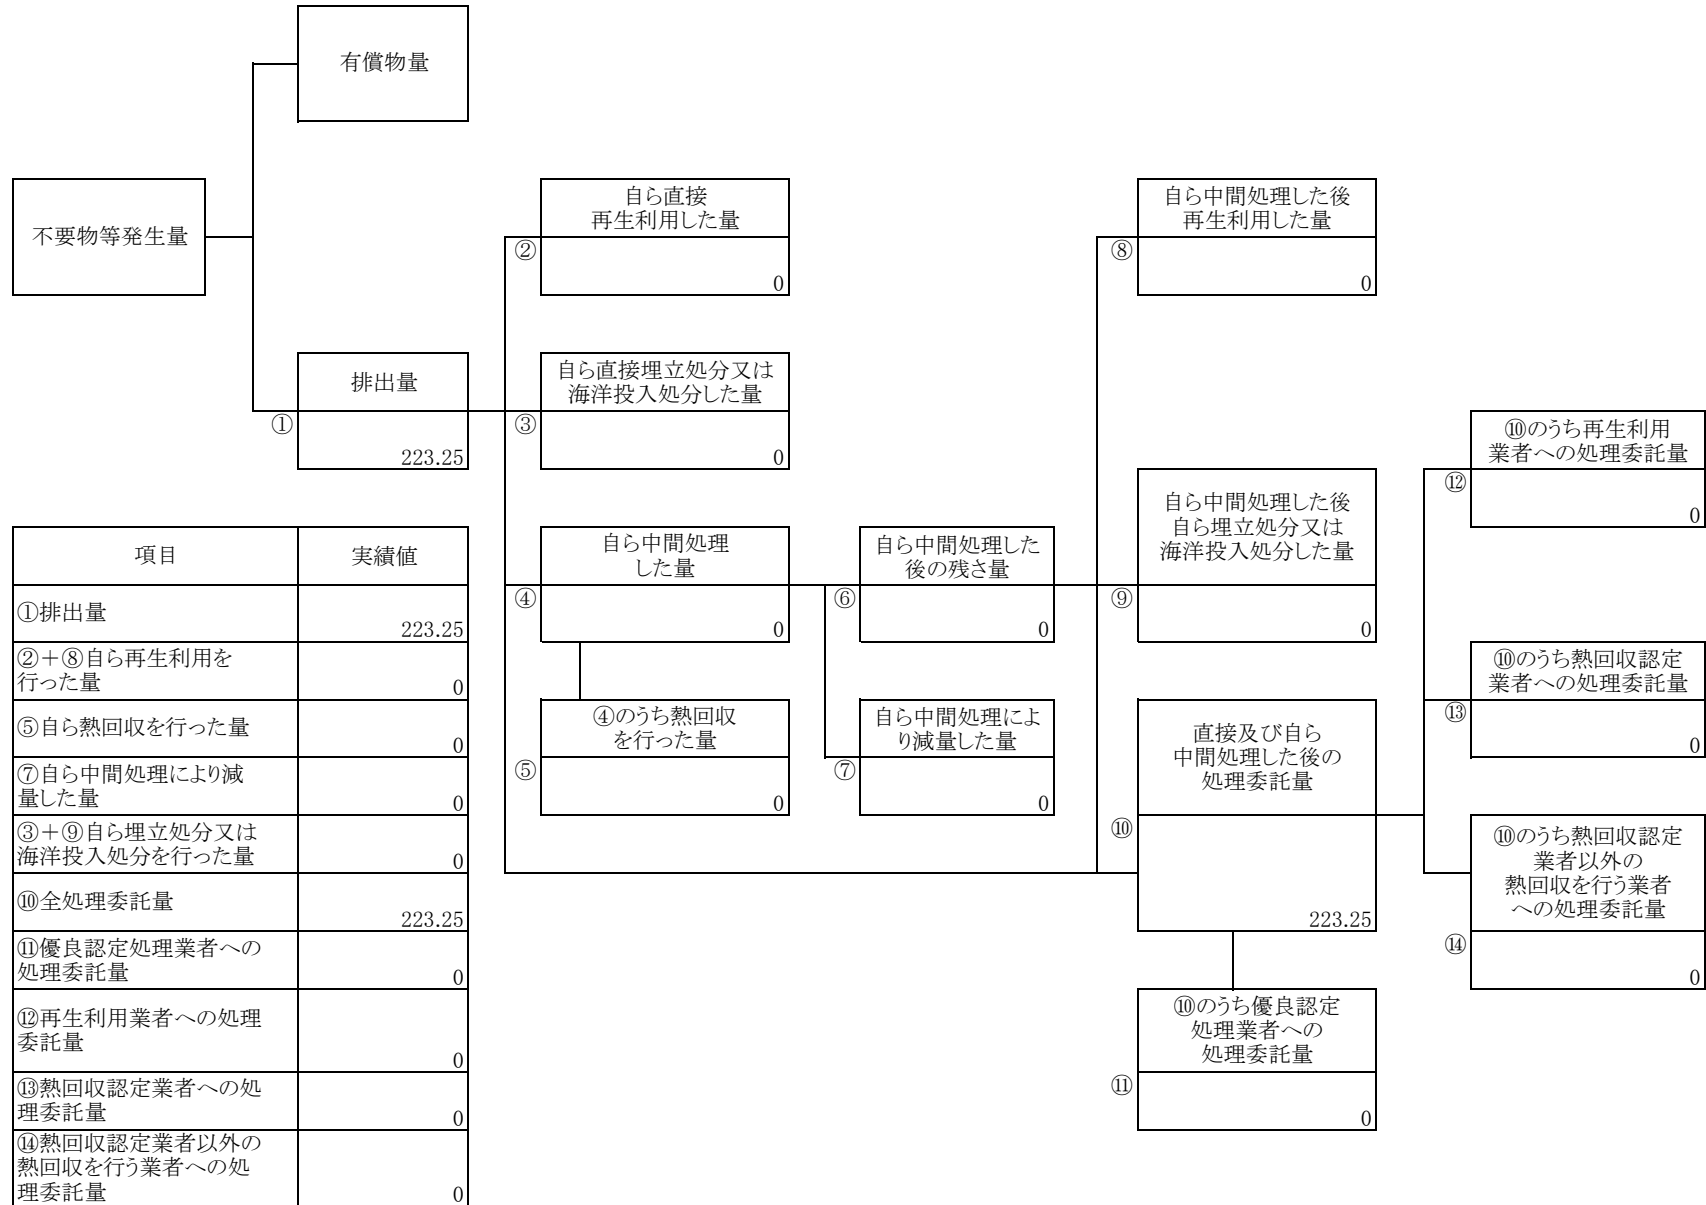 有償物量
不要物等発生量
自ら直接
再生利用した量
②
0
自ら中間処理した後
再生利用した量
⑧
0
排出量
①
223.25
自ら直接埋立処分又は
海洋投入処分した量
③
0
⑩のうち再生利用
業者への処理委託量
⑫
0
自ら中間処理
した量
④
0
自ら中間処理した
後の残さ量
⑥
0
自ら中間処理した後
自ら埋立処分又は
海洋投入処分した量
⑨
0
⑩のうち熱回収認定
業者への処理委託量
⑬
0
④のうち熱回収
を行った量
⑤
0
自ら中間処理によ
り減量した量
⑦
0
直接及び自ら
中間処理した後の
処理委託量
⑩
223.25
⑩のうち熱回収認定
業者以外の
熱回収を行う業者
への処理委託量
⑭
0
⑩のうち優良認定
処理業者への
処理委託量
⑪
0
項目 実績値
①排出量
223.25
②＋⑧自ら再生利用を
行った量
0
⑤自ら熱回収を行った量
0
⑦自ら中間処理により減
量した量
0
③＋⑨自ら埋立処分又は
海洋投入処分を行った量
0
⑩全処理委託量
223.25
⑪優良認定処理業者への
処理委託量
0
⑫再生利用業者への処理
委託量
0
⑬熱回収認定業者への処
理委託量
0
⑭熱回収認定業者以外の
熱回収を行う業者への処
理委託量
0